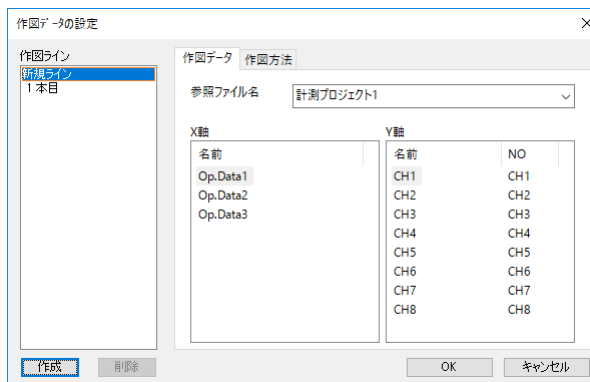 作図ﾃﾞｰﾀの設定
作図ライン
新規ライン
1 本目
作成
削除
作図データ
作図方法
参照ファイル名
計測プロジェクト1
X軸
名前
Op.Data1
Op.Data2
Op.Data3
Y軸
名前 NO
CH1 CH1
CH2 CH2
CH3 CH3
CH4 CH4
CH5 CH5
CH6 CH6
CH7 CH7
CH8 CH8
OK
キャンセル